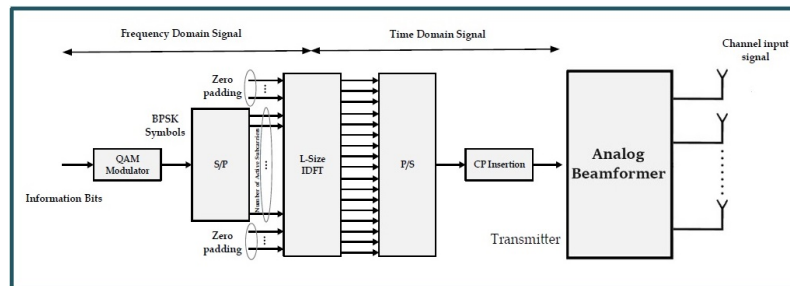 Frequency Domain Signal
Time Domain Signal
Channel input
signal
Zero
padding
BPSK
Symbols
Information Bits
QAM
Modulator
S/P
Number of Active Subcarriers
Zero
padding
L-Size
IDFT
P/S
CP Insertion
Transmitter
Analog
Beamformer